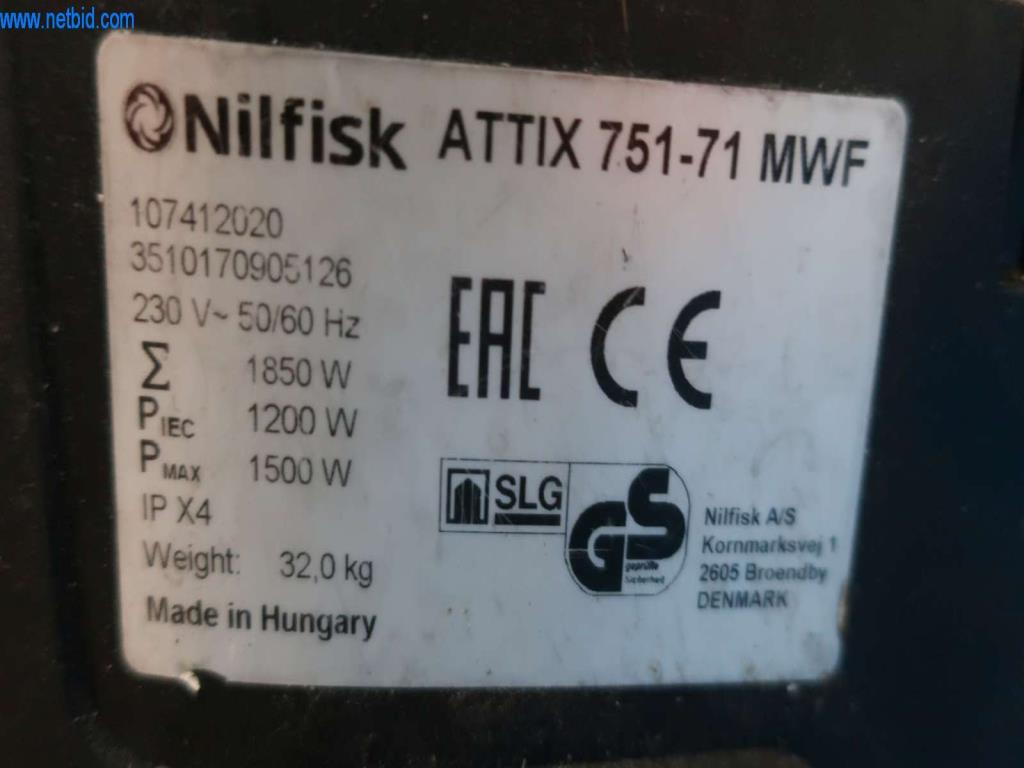 www.netbid.com
Nilfisk ATTIX 751-71 MWF
107412020
3510170905126
230 V~ 50/60 Hz
Σ 1850 W
PIEC 1200 W
PMAX 1500 W
IP X4
Weight: 32,0 kg
Made in Hungary
EAC CE
SLG
GS
geprüfte
Sicherheit
Nilfisk A/S
Kornmarksvej 1
2605 Broendby
DENMARK